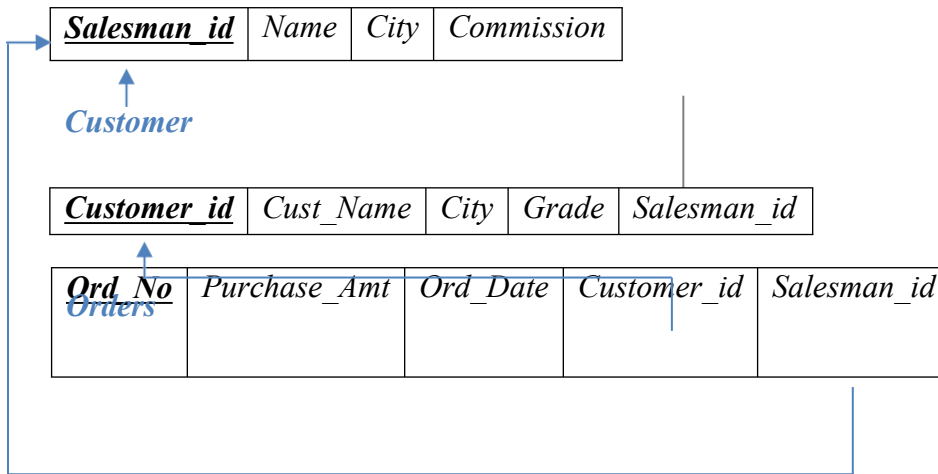 Salesman_id Name City Commission
Customer
Customer_id Cust_Name City Grade Salesman_id
Ord_No Purchase_Amt Ord_Date Customer_id Salesman_id
Orders